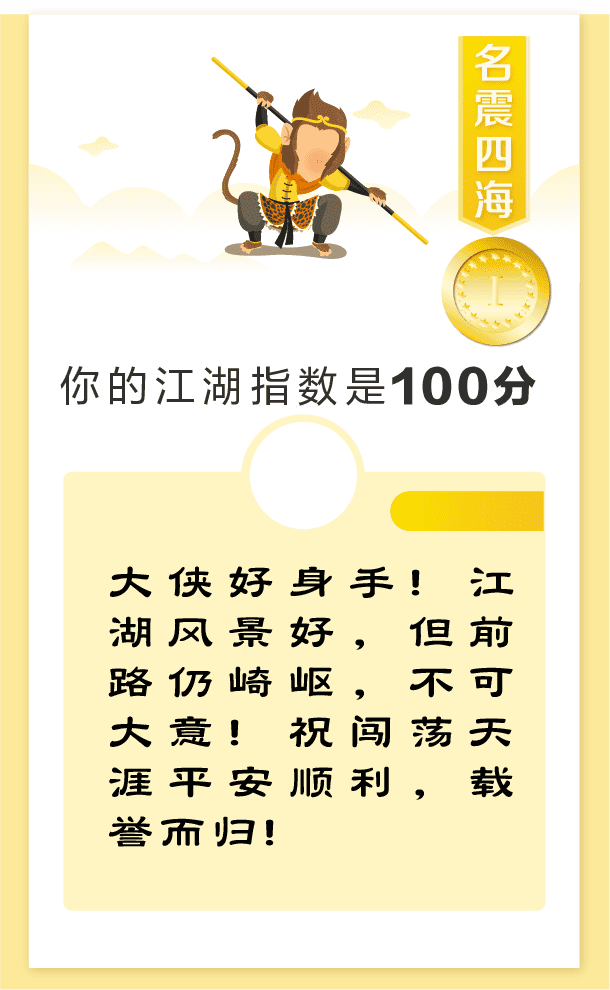 名震四海
I
你的江湖指数是100分
大侠好身手！江
湖风景好，但前
路仍崎岖，不可
大意！祝闯荡天
涯平安顺利，载
誉而归！